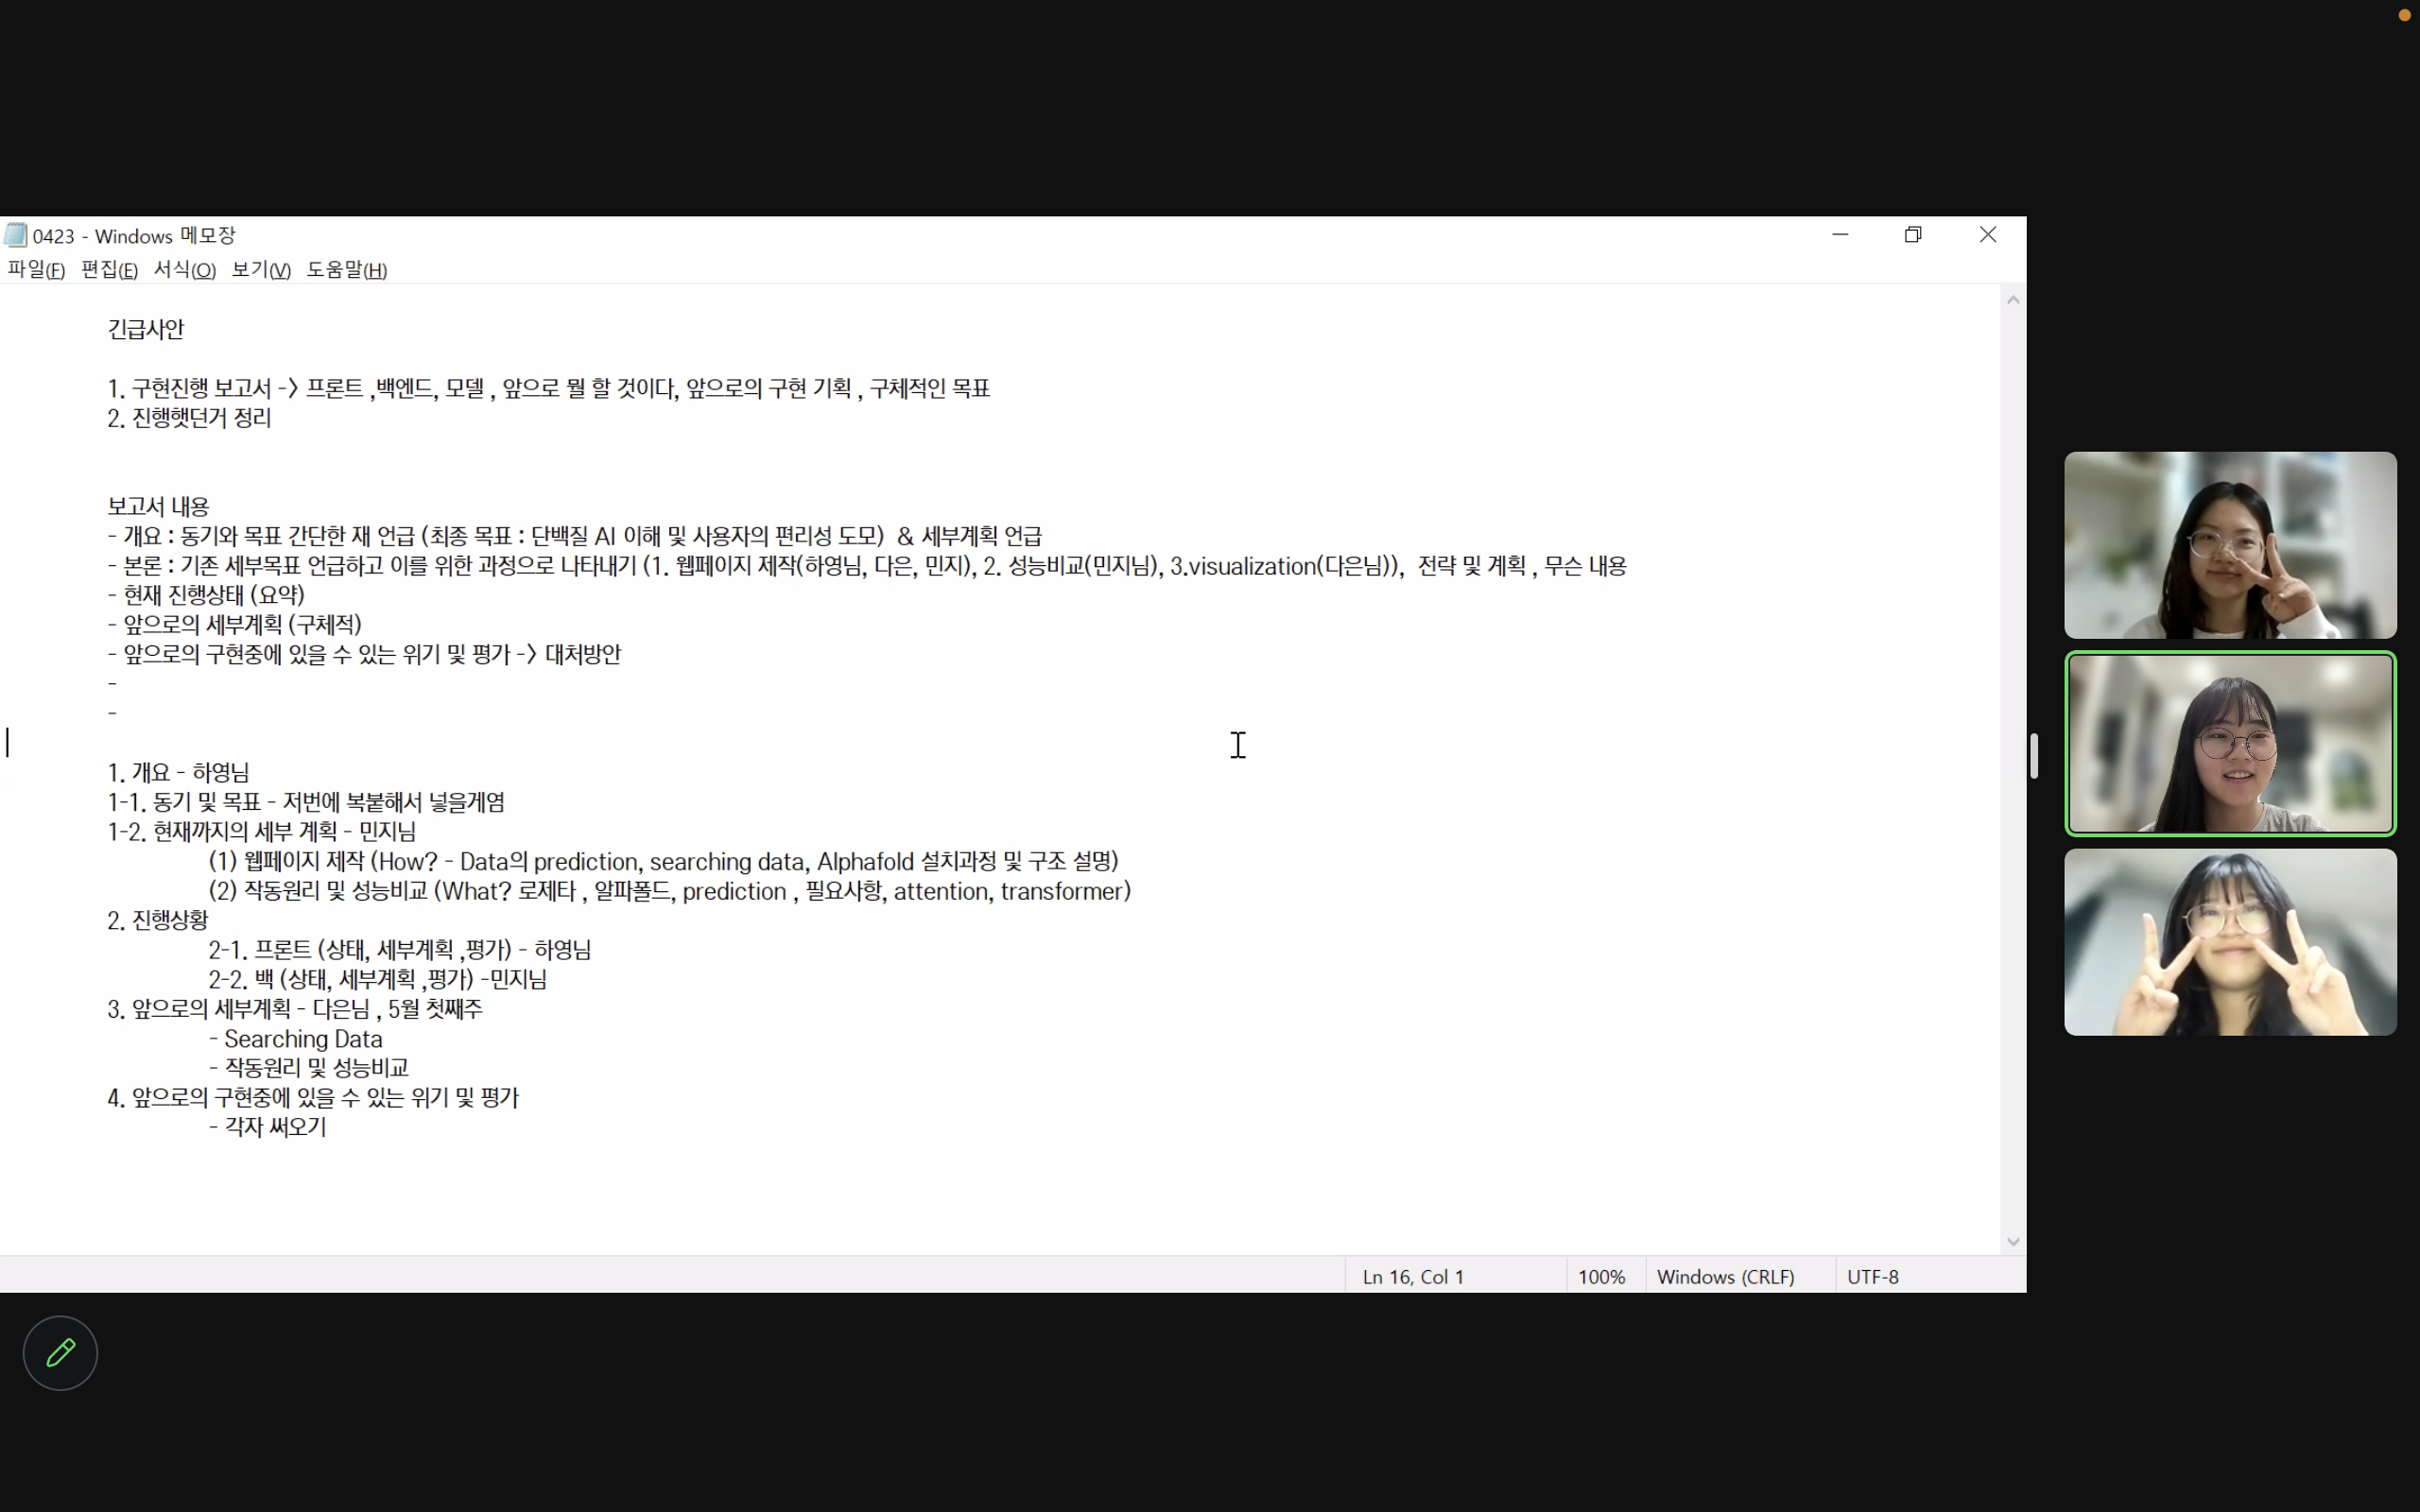 0423 - Windows 메모장
파일(F) 편집(E) 서식(O) 보기(V) 도움말(H)
긴급사안
1. 구현진행 보고서 -> 프론트 ,백엔드, 모델 , 앞으로 뭘 할 것이다, 앞으로의 구현 기획 , 구체적인 목표
2. 진행햇던거 정리
보고서 내용
- 개요 : 동기와 목표 간단한 재 언급 (최종 목표 : 단백질 AI 이해 및 사용자의 편리성 도모) & 세부계획 언급
- 본론 : 기존 세부목표 언급하고 이를 위한 과정으로 나타내기 (1. 웹페이지 제작(하영님, 다은, 민지), 2. 성능비교(민지님), 3.visualization(다은님)), 전략 및 계획 , 무슨 내용
- 현재 진행상태 (요약)
- 앞으로의 세부계획 (구체적)
- 앞으로의 구현중에 있을 수 있는 위기 및 평가 -> 대처방안
-
-
1. 개요 - 하영님
1-1. 동기 및 목표 - 저번에 복붙해서 넣을게염
1-2. 현재까지의 세부 계획 - 민지님
(1) 웹페이지 제작 (How? - Data의 prediction, searching data, Alphafold 설치과정 및 구조 설명)
(2) 작동원리 및 성능비교 (What? 로제타 , 알파폴드, prediction , 필요사항, attention, transformer)
2. 진행상황
2-1. 프론트 (상태, 세부계획 ,평가) - 하영님
2-2. 백 (상태, 세부계획 ,평가) -민지님
3. 앞으로의 세부계획 - 다은님 , 5월 첫째주
- Searching Data
- 작동원리 및 성능비교
4. 앞으로의 구현중에 있을 수 있는 위기 및 평가
- 각자 써오기
Ln 16, Col 1 100% Windows (CRLF) UTF-8